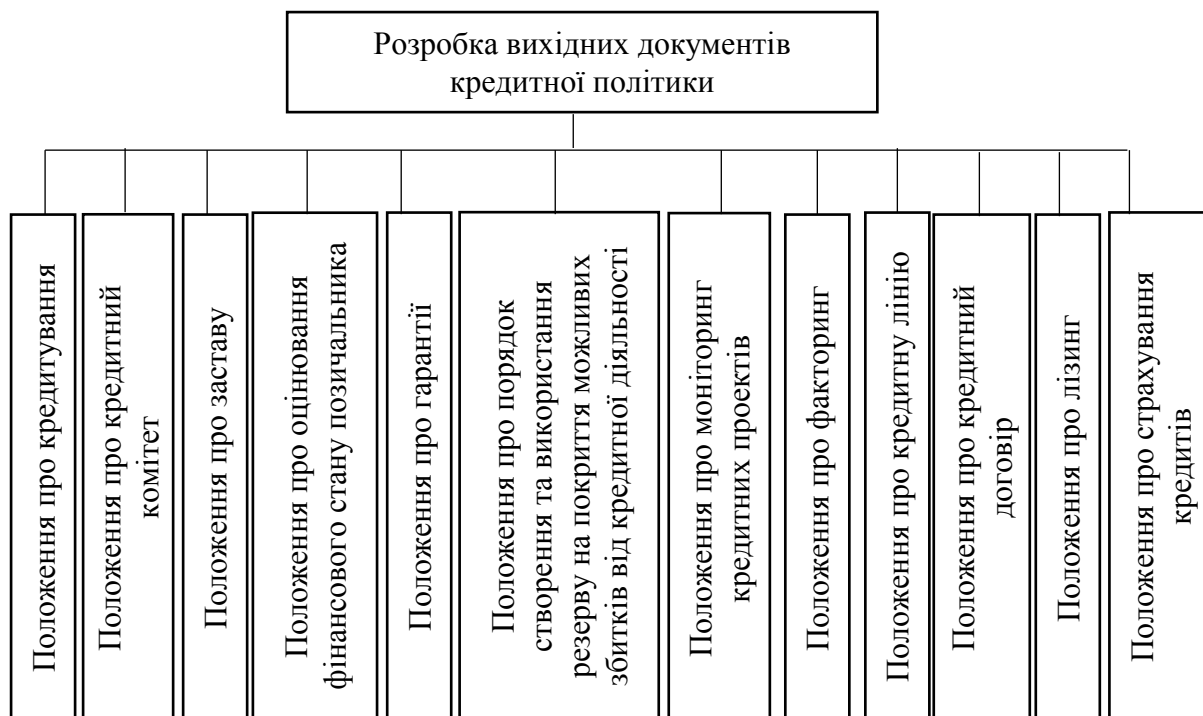 Розробка вихідних документів
кредитної політики
Положення про кредитування
Положення про кредитний
комітет
Положення про заставу
Положення про оцінювання
фінансового стану позичальника
Положення про гарантії
Положення про порядок
створення та використання
резерву на покриття можливих
збитків від кредитної діяльності
Положення про моніторинг
кредитних проектів
Положення про факторинг
Положення про кредитну лінію
Положення про кредитний
договір
Положення про лізинг
Положення про страхування
кредитів